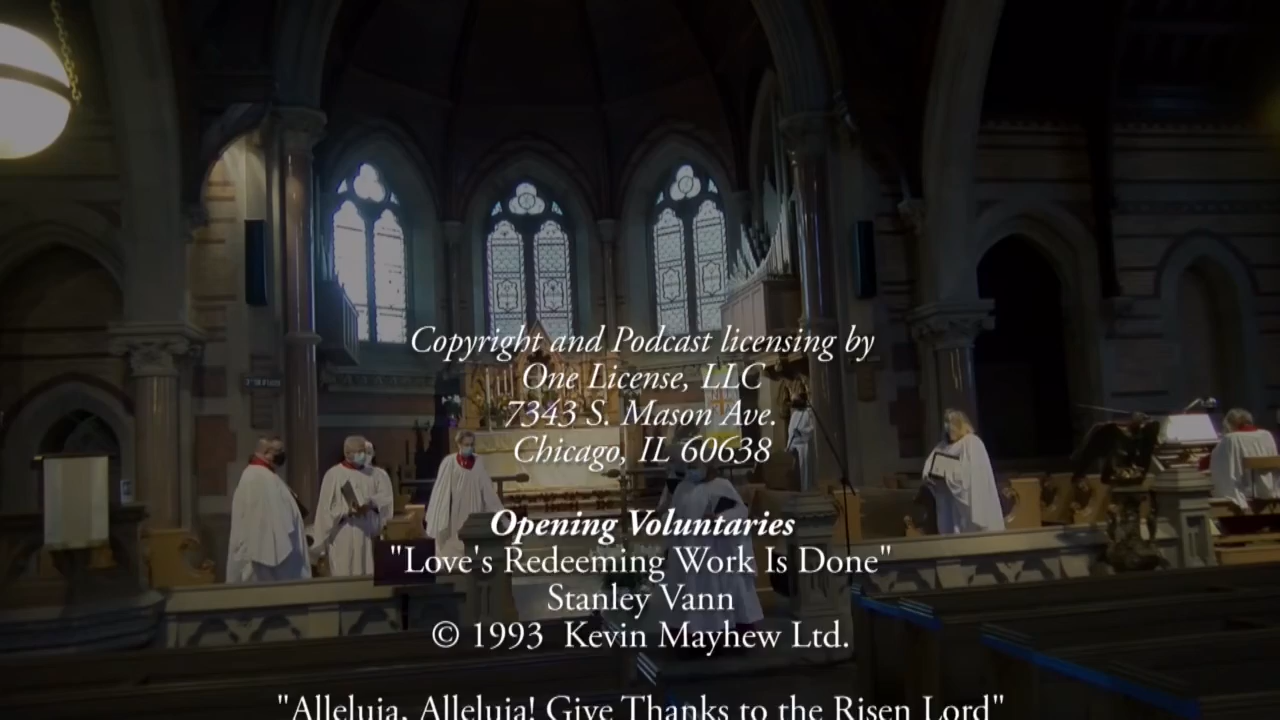 Copyright and Podcast licensing by
One License, LLC
7343 S. Mason Ave.
Chicago, IL 60638
Opening Voluntaries
"Love's Redeeming Work Is Done"
Stanley Vann
© 1993 Kevin Mayhew Ltd.
"Alleluia, Alleluia! Give Thanks to the Risen Lord"